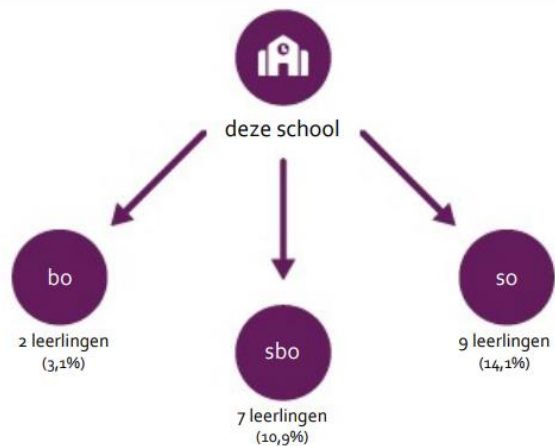 deze school
bo
2 leerlingen
(3,1%)
sbo
7 leerlingen
(10,9%)
so
9 leerlingen
(14,1%)